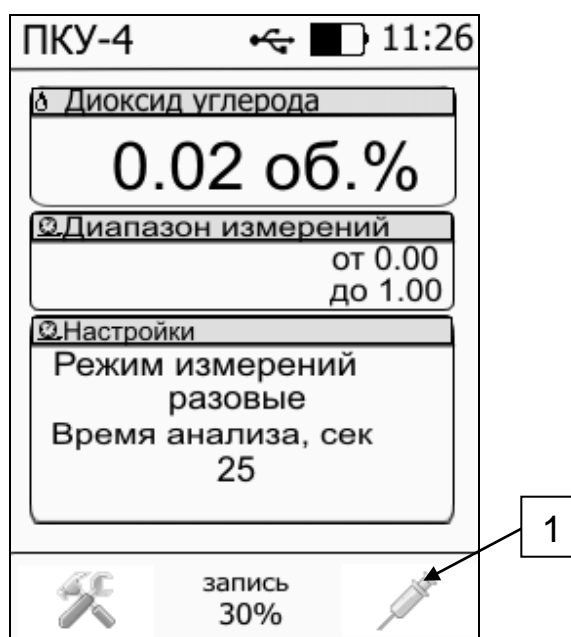 ПКУ-4 11:26
Диоксид углерода
0.02 об.%
Диапазон измерений
от 0.00
до 1.00
Настройки
Режим измерений
разовые
Время анализа, сек
25
1
запись
30%